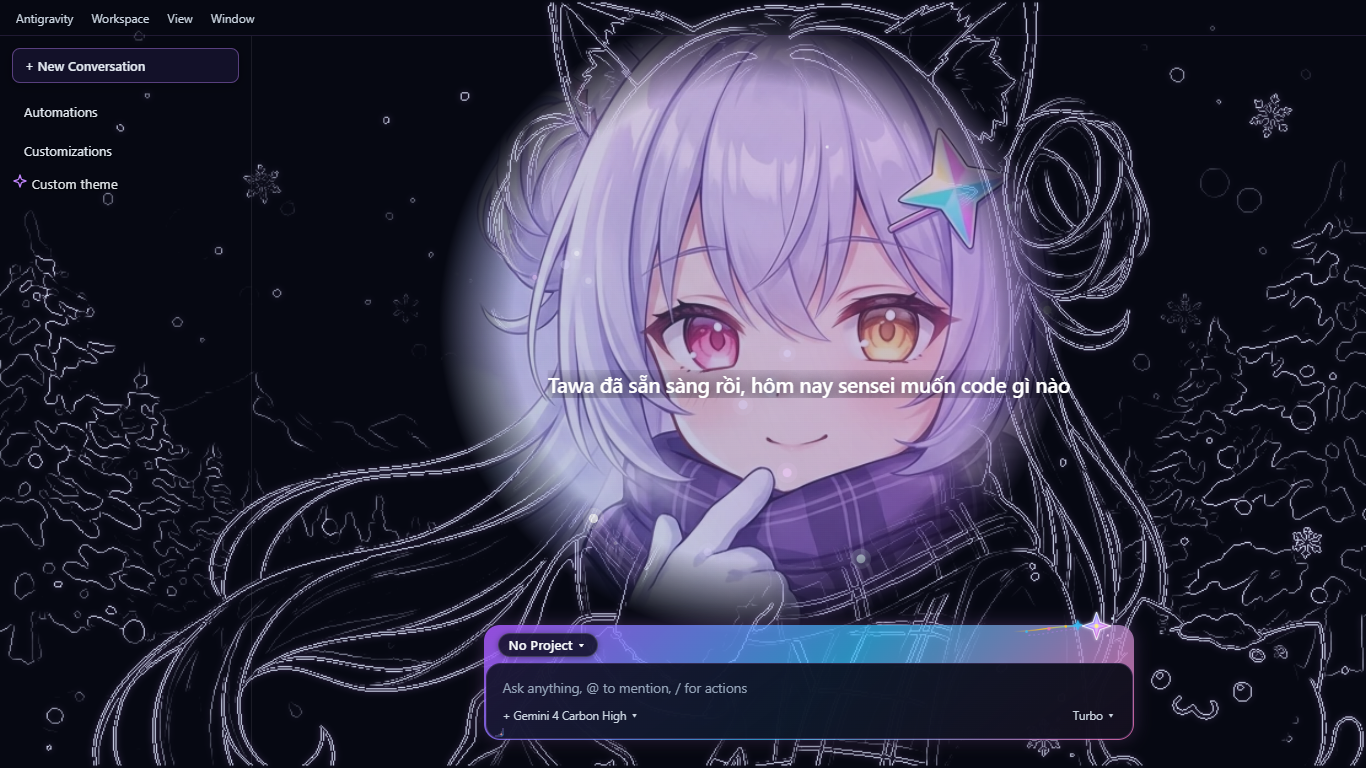 Antigravity Workspace View Window
+ New Conversation
Automations
Customizations
Custom theme
Tawa đã sẵn sàng rồi, hôm nay sensei muốn code gì nào
No Project
Ask anything, @ to mention, / for actions
+ Gemini 4 Carbon High
Turbo